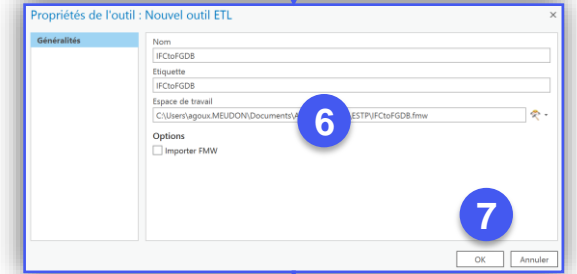 Propriétés de l'outil : Nouvel outil ETL
Généralités
Nom
IFCtoFGDB
Etiquette
IFCtoFGDB
Espace de travail
C:\Users\agoux.MEUDON\Documents\A ESTP\IFCtoFGDB.fmw
6
Options
Importer FMW
7
OK Annuler